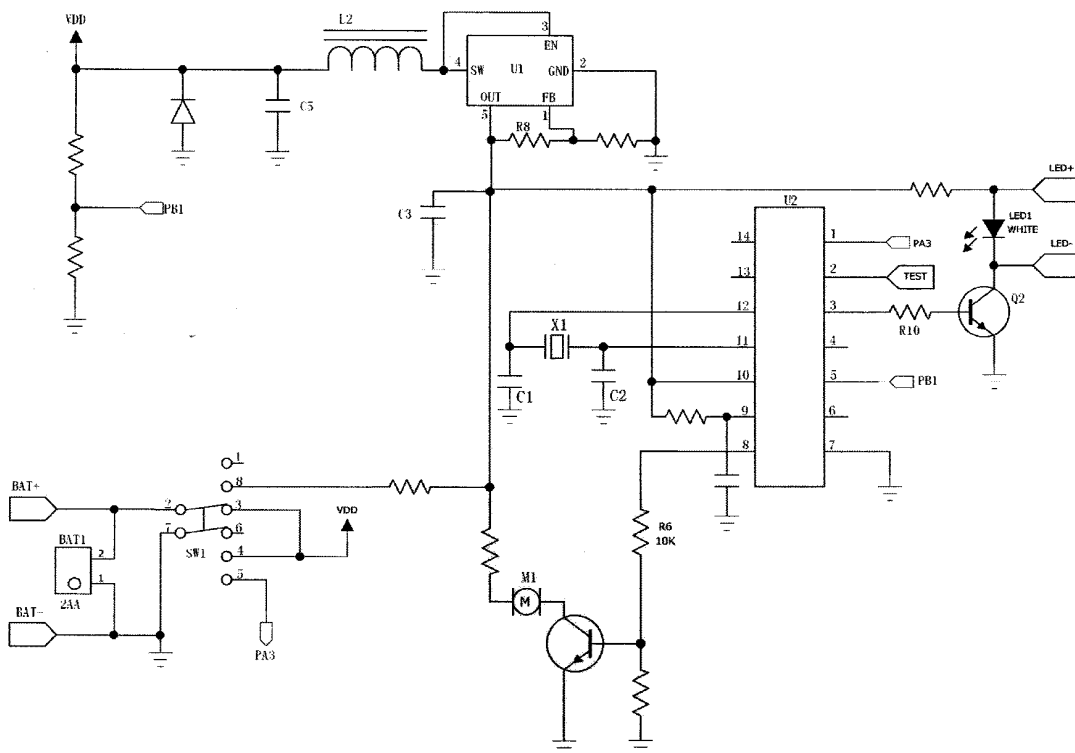 VDD
L2
3
EN
4
SW
U1
GND
2
OUT
FB
5
1
C5
R8
PB1
C3
U2
LED+
LED1
WHITE
LED-
14
1
PA3
13
2
TEST
12
3
R10
Q2
X1
11
4
C1
C2
10
5
PB1
9
6
8
7
1
8
BAT+
2
3
VDD
7
6
BAT1
SW1
4
2
1
5
2AA
BAT-
PA3
R6
10K
M1
M